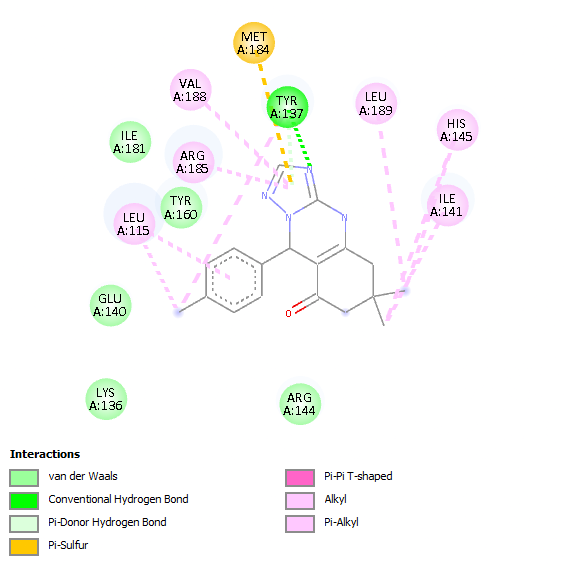 MET
A:184
VAL
A:188
TYR
A:137
LEU
A:189
HIS
A:145
ILE
A:181
ARG
A:185
TYR
A:160
ILE
A:141
LEU
A:115
N
N
N
N
N
O
GLU
A:140
LYS
A:136
ARG
A:144
Interactions
van der Waals
Conventional Hydrogen Bond
Pi-Donor Hydrogen Bond
Pi-Sulfur
Pi-Pi T-shaped
Alkyl
Pi-Alkyl